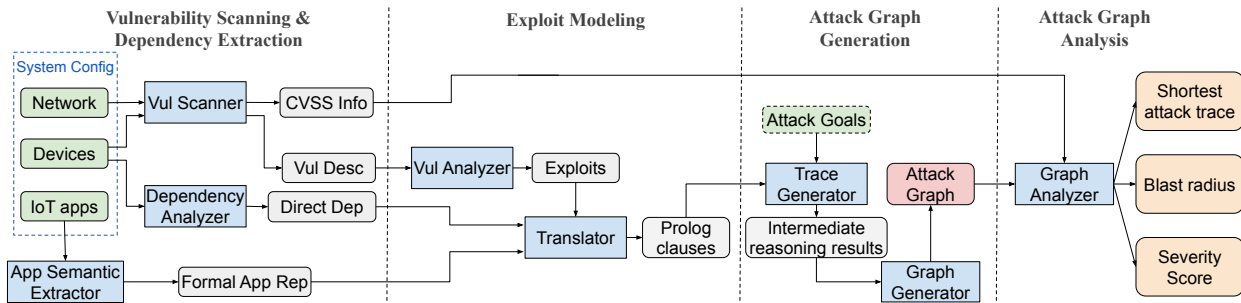 Vulnerability Scanning &
Dependency Extraction
Exploit Modeling
Attack Graph
Generation
Attack Graph
Analysis
System Config
Network
Devices
IoT apps
Vul Scanner
Dependency
Analyzer
App Semantic
Extractor
CVSS Info
Vul Desc
Direct Dep
Formal App Rep
Vul Analyzer
Exploits
Translator
Prolog
clauses
Attack Goals
Trace
Generator
Intermediate
reasoning results
Attack
Graph
Graph
Generator
Graph
Analyzer
Shortest
attack trace
Blast radius
Severity
Score